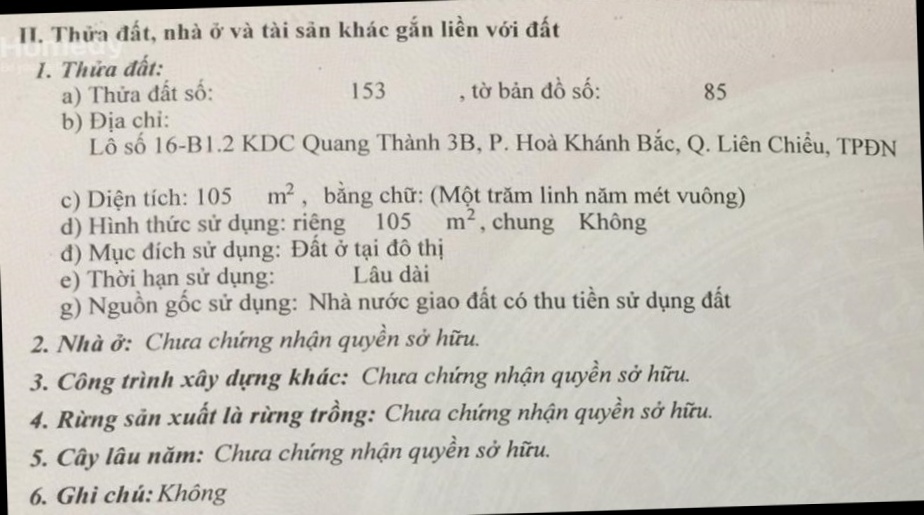 II. Thửa đất, nhà ở và tài sản khác gắn liền với đất
1. Thửa đất:
a) Thửa đất số: 153 , tờ bản đồ số: 85
b) Địa chỉ:
Lô số 16-B1.2 KDC Quang Thành 3B, P. Hoà Khánh Bắc, Q. Liên Chiểu, TPĐN
c) Diện tích: 105 m², bằng chữ: (Một trăm linh năm mét vuông)
d) Hình thức sử dụng: riêng 105 m², chung Không
đ) Mục đích sử dụng: Đất ở tại đô thị
e) Thời hạn sử dụng: Lâu dài
g) Nguồn gốc sử dụng: Nhà nước giao đất có thu tiền sử dụng đất
2. Nhà ở: Chưa chứng nhận quyền sở hữu.
3. Công trình xây dựng khác: Chưa chứng nhận quyền sở hữu.
4. Rừng sản xuất là rừng trồng: Chưa chứng nhận quyền sở hữu.
5. Cây lâu năm: Chưa chứng nhận quyền sở hữu.
6. Ghi chú: Không